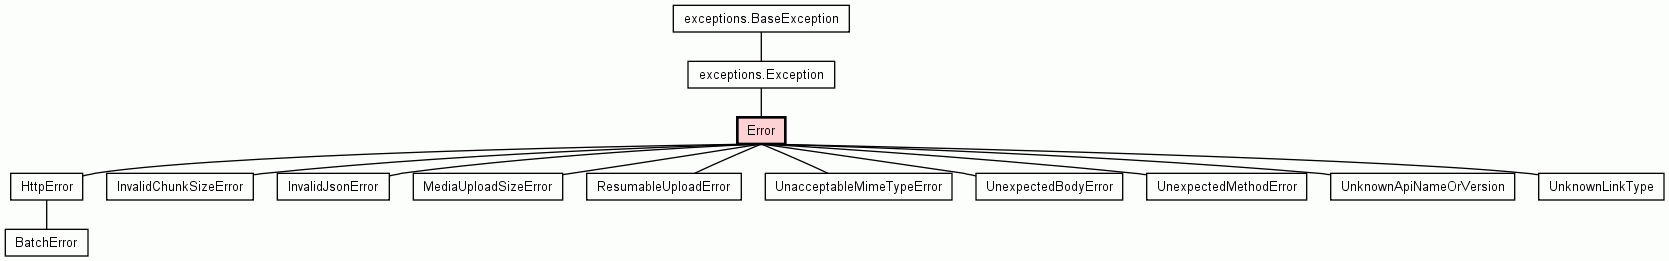 exceptions.BaseException
exceptions.Exception
Error
HttpError
InvalidChunkSizeError
InvalidJsonError
MediaUploadSizeError
ResumableUploadError
UnacceptableMimeTypeError
UnexpectedBodyError
UnexpectedMethodError
UnknownApiNameOrVersion
UnknownLinkType
BatchError